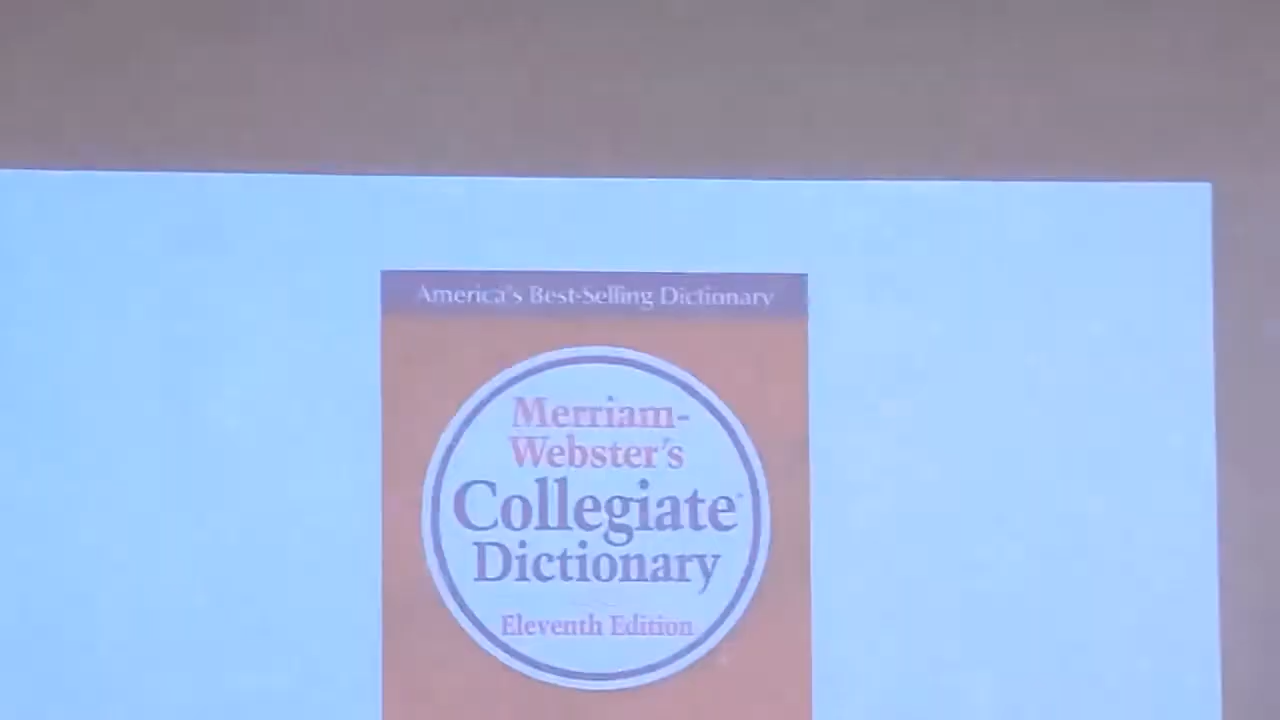 America's Best-Selling Dictionary
Merriam-
Webster's
Collegiate®
Dictionary
Eleventh Edition